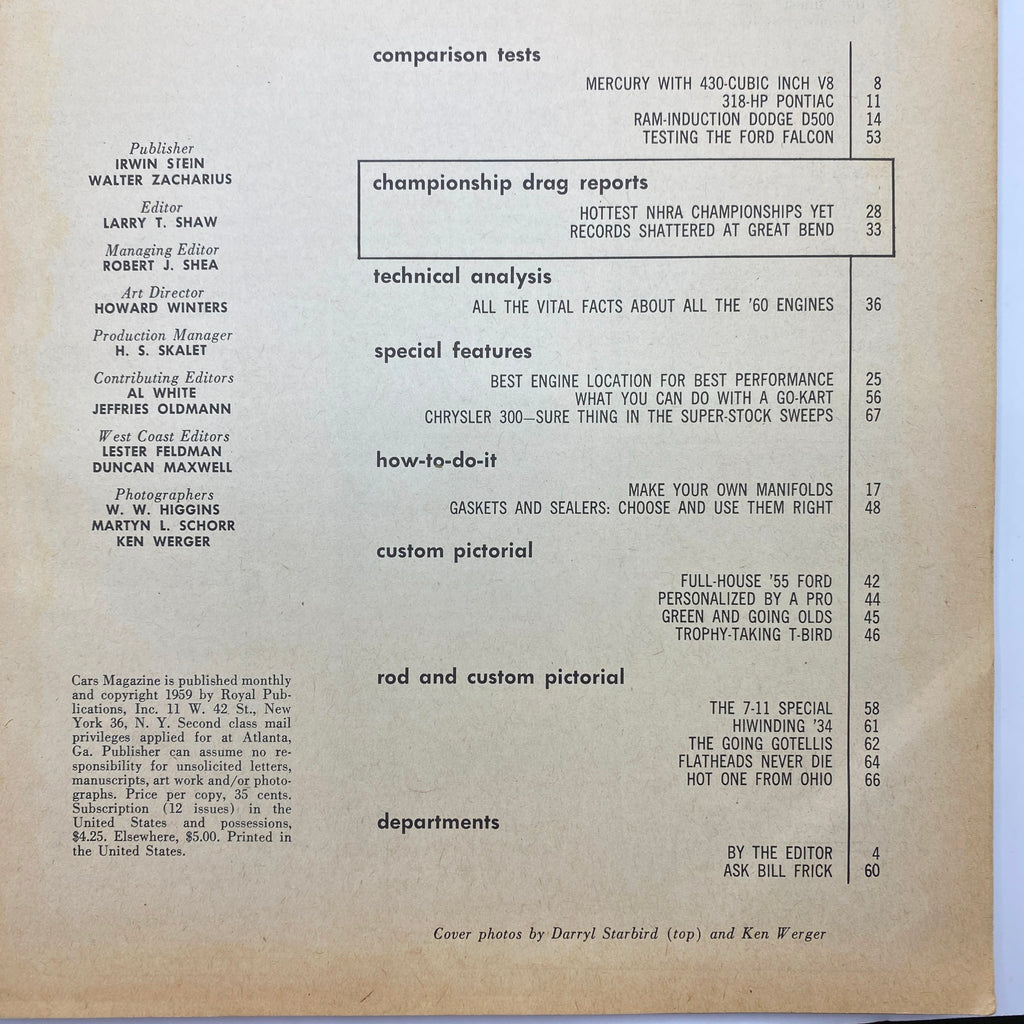 Publisher
IRWIN STEIN
WALTER ZACHARIUS
Editor
LARRY T. SHAW
Managing Editor
ROBERT J. SHEA
Art Director
HOWARD WINTERS
Production Manager
H. S. SKALET
Contributing Editors
AL WHITE
JEFFRIES OLDMANN
West Coast Editors
LESTER FELDMAN
DUNCAN MAXWELL
Photographers
W. W. HIGGINS
MARTYN L. SCHORR
KEN WERGER
Cars Magazine is published monthly
and copyright 1959 by Royal Pub-
lications, Inc. 11 W. 42 St., New
York 36, N. Y. Second class mail
privileges applied for at Atlanta,
Ga. Publisher can assume no re-
sponsibility for unsolicited letters,
manuscripts, art work and/or photo-
graphs. Price per copy, 35 cents.
Subscription (12 issues) in the
United States and possessions,
$4.25. Elsewhere, $5.00. Printed in
the United States.
comparison tests
MERCURY WITH 430-CUBIC INCH V8 8
318-HP PONTIAC 11
RAM-INDUCTION DODGE D500 14
TESTING THE FORD FALCON 53
championship drag reports
HOTTEST NHRA CHAMPIONSHIPS YET 28
RECORDS SHATTERED AT GREAT BEND 33
technical analysis
ALL THE VITAL FACTS ABOUT ALL THE '60 ENGINES 36
special features
BEST ENGINE LOCATION FOR BEST PERFORMANCE 25
WHAT YOU CAN DO WITH A GO-KART 56
CHRYSLER 300—SURE THING IN THE SUPER-STOCK SWEEPS 67
how-to-do-it
MAKE YOUR OWN MANIFOLDS 17
GASKETS AND SEALERS: CHOOSE AND USE THEM RIGHT 48
custom pictorial
FULL-HOUSE '55 FORD 42
PERSONALIZED BY A PRO 44
GREEN AND GOING OLDS 45
TROPHY-TAKING T-BIRD 46
rod and custom pictorial
THE 7-11 SPECIAL 58
HIWINDING '34 61
THE GOING GOTELLIS 62
FLATHEADS NEVER DIE 64
HOT ONE FROM OHIO 66
departments
BY THE EDITOR 4
ASK BILL FRICK 60
Cover photos by Darryl Starbird (top) and Ken Werger